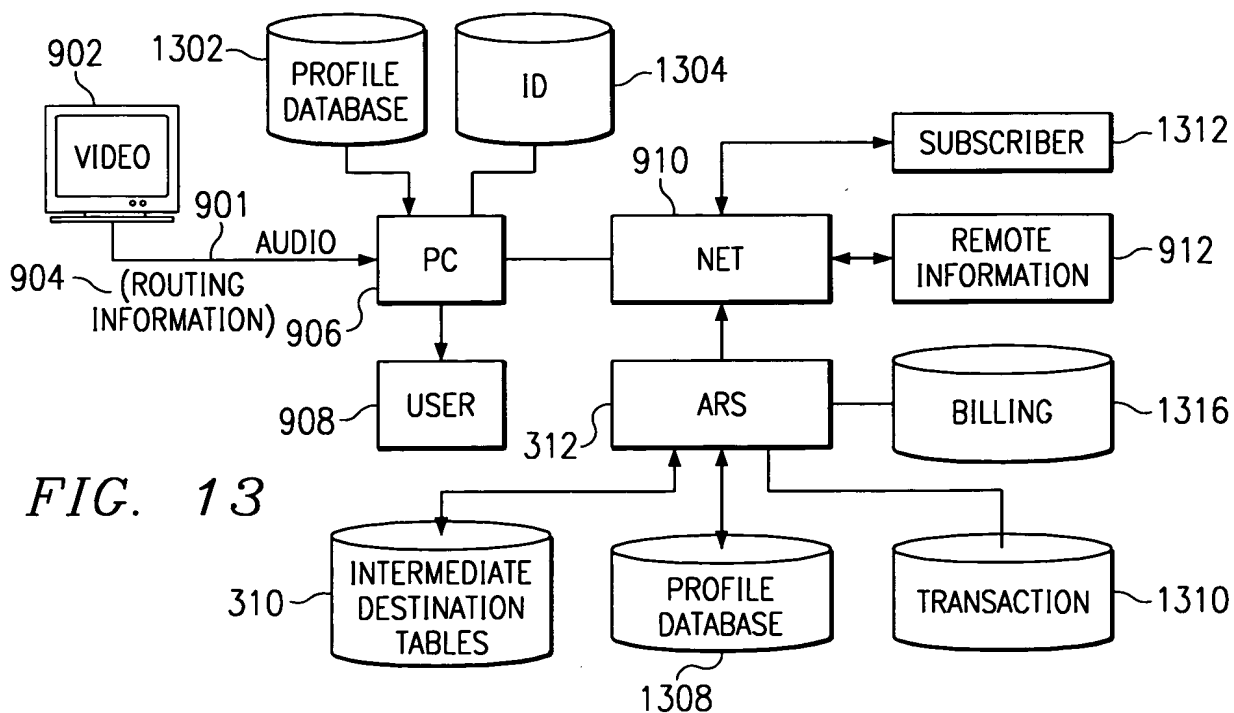 1302
PROFILE
DATABASE
ID
1304
902
VIDEO
901
AUDIO
904
(ROUTING
INFORMATION)
906
PC
910
NET
SUBSCRIBER
1312
REMOTE
INFORMATION
912
908
USER
312
ARS
BILLING
1316
FIG. 13
310
INTERMEDIATE
DESTINATION
TABLES
PROFILE
DATABASE
1308
TRANSACTION
1310